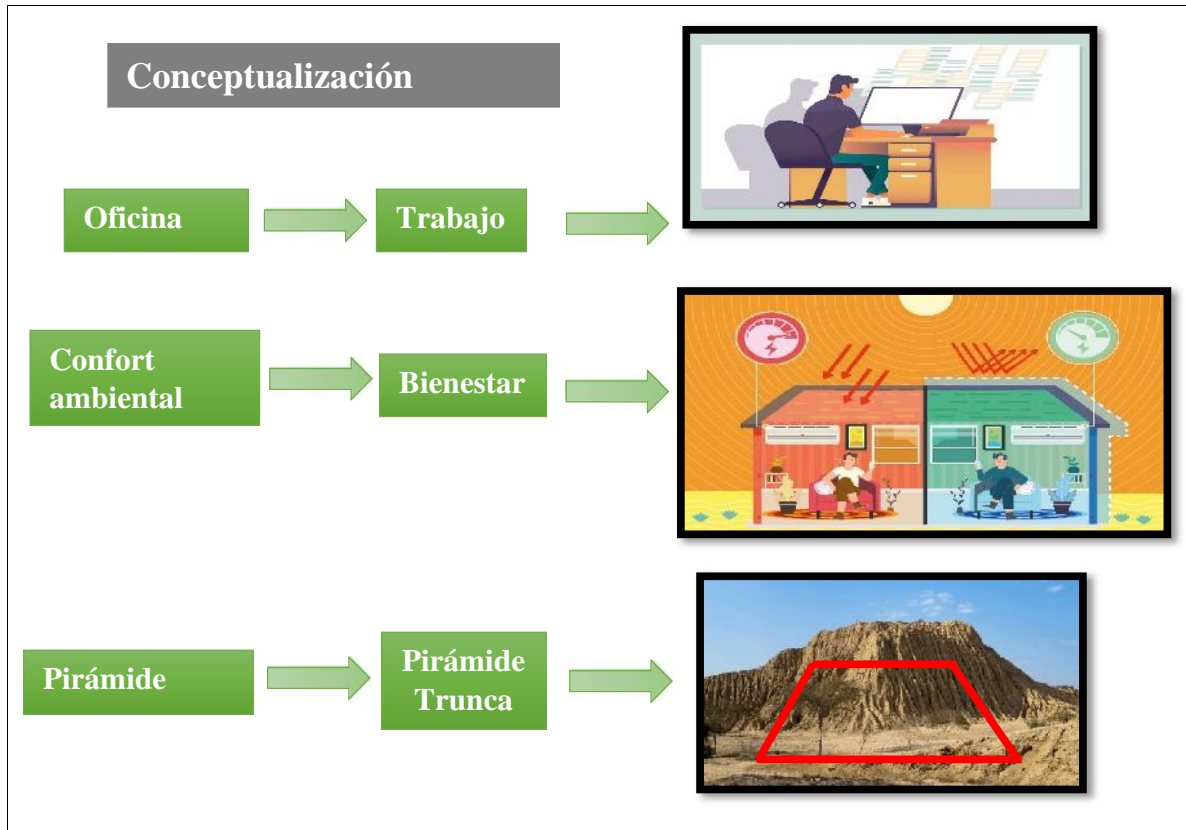 Conceptualización
Oficina
Trabajo
Confort
ambiental
Bienestar
Pirámide
Pirámide
Trunca